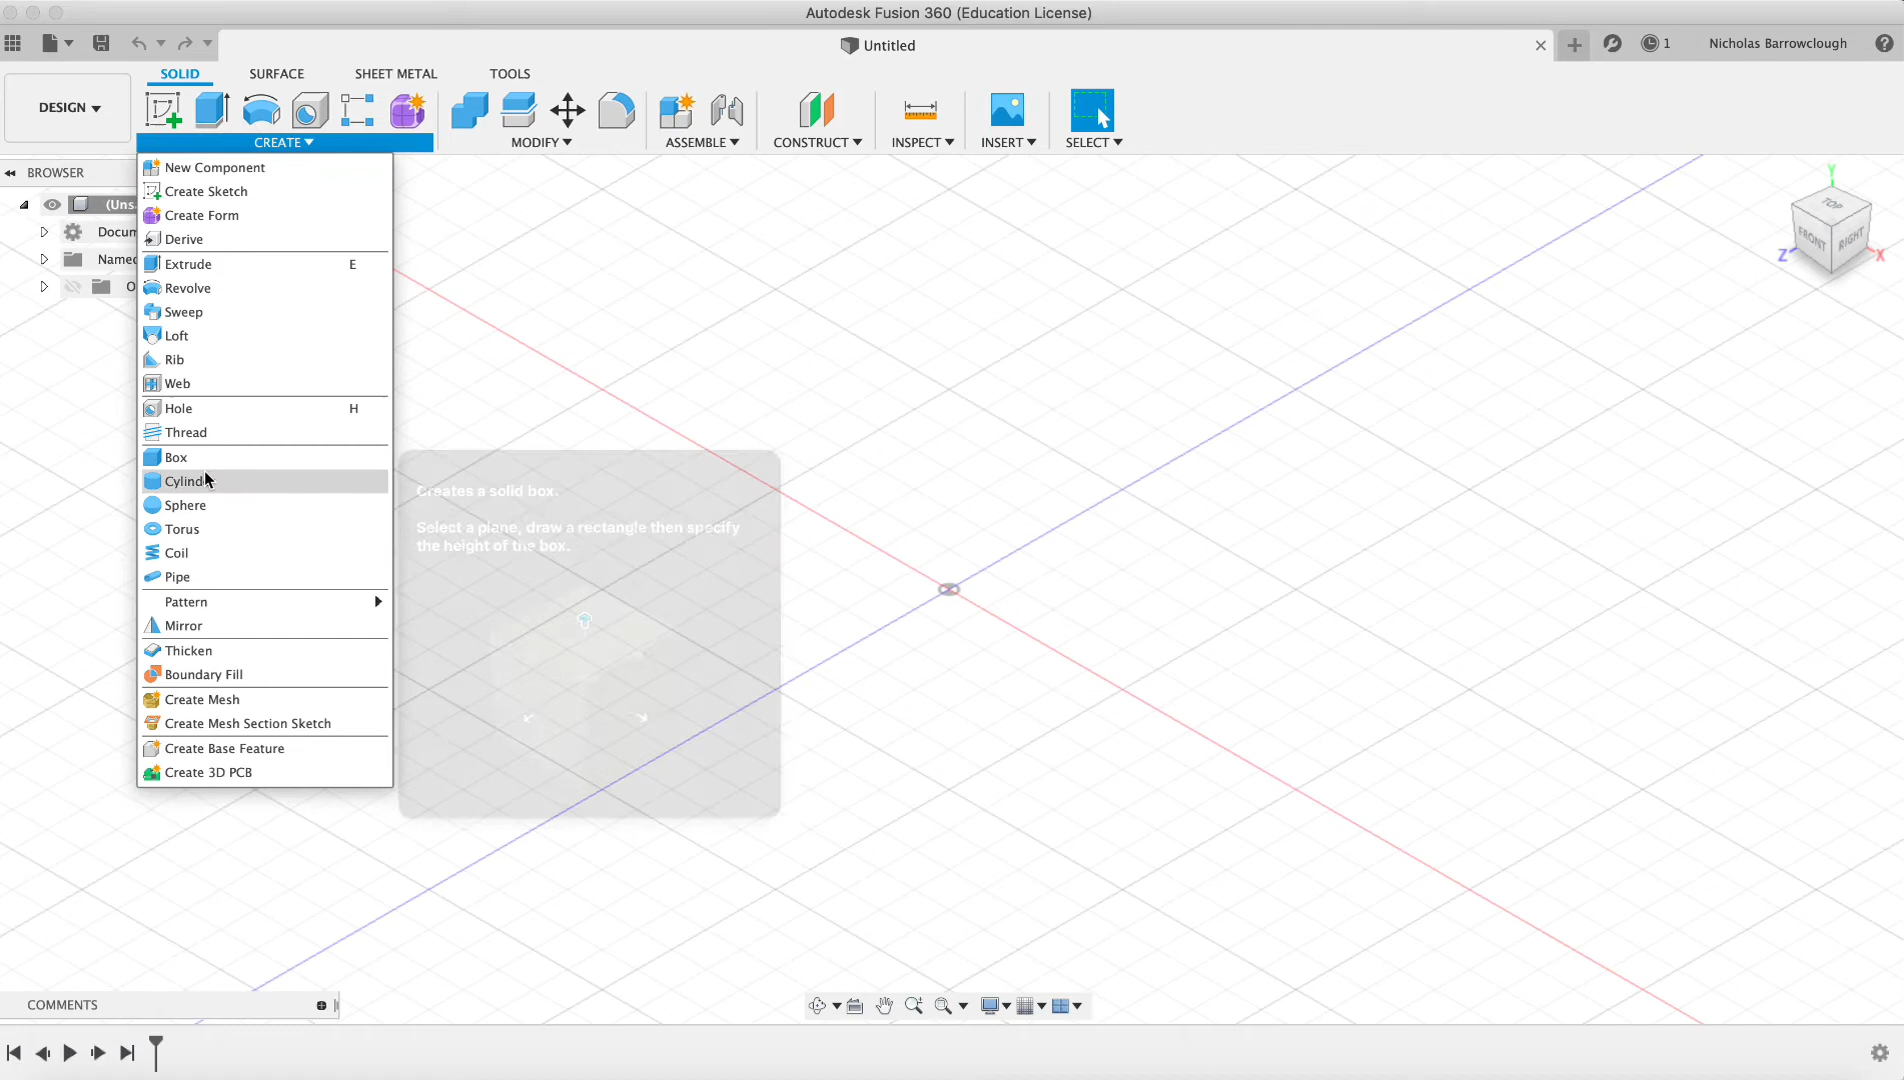 Autodesk Fusion 360 (Education License)
Untitled
1
Nicholas Barrowclough
SOLID
SURFACE
SHEET METAL
TOOLS
DESIGN
CREATE
MODIFY
ASSEMBLE
CONSTRUCT
INSPECT
INSERT
SELECT
BROWSER
(Uns
Docum
Named
O
New Component
Create Sketch
Create Form
Derive
Extrude E
Revolve
Sweep
Loft
Rib
Web
Hole H
Thread
Box
Cylind
Sphere
Torus
Coil
Pipe
Pattern
Mirror
Thicken
Boundary Fill
Create Mesh
Create Mesh Section Sketch
Create Base Feature
Create 3D PCB
Creates a solid box.
Select a plane, draw a rectangle then specify
the height of the box.
Y
TOP
FRONT
RIGHT
Z
X
COMMENTS